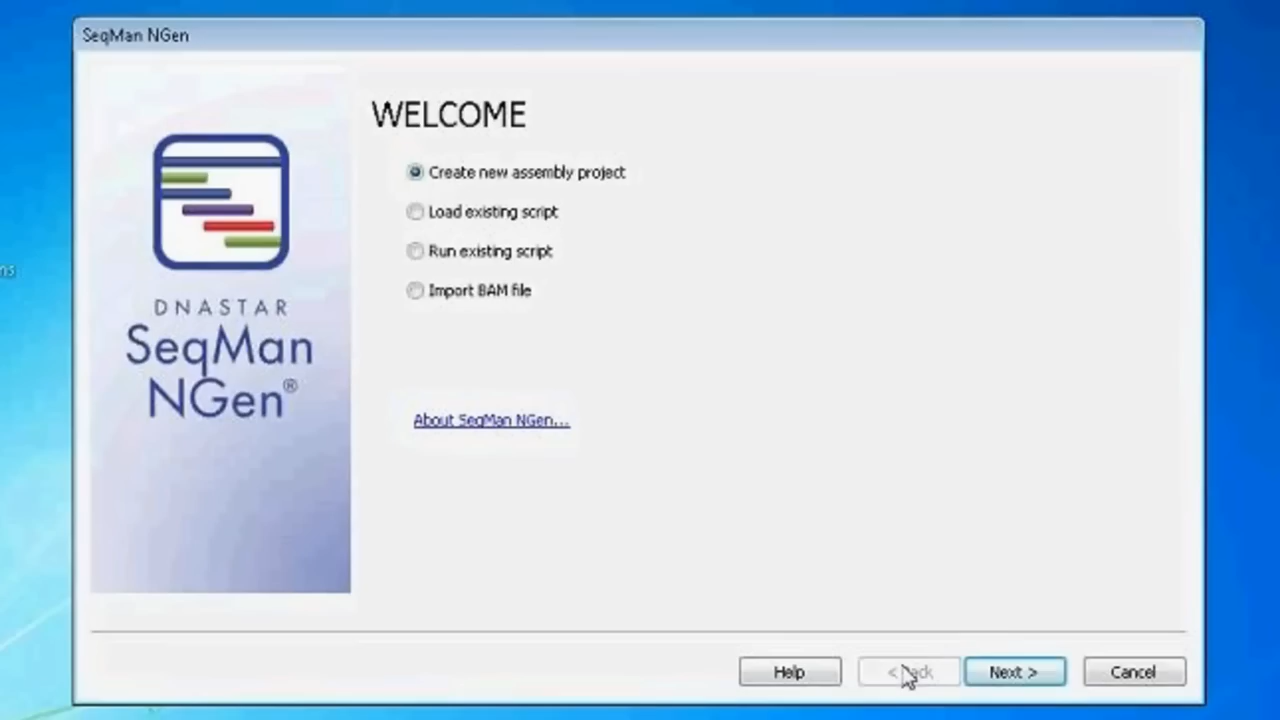 SeqMan NGen
WELCOME
Create new assembly project
Load existing script
Run existing script
Import BAM file
DNASTAR
SeqMan
NGen®
About SeqMan NGen...
Help
Next >
Cancel